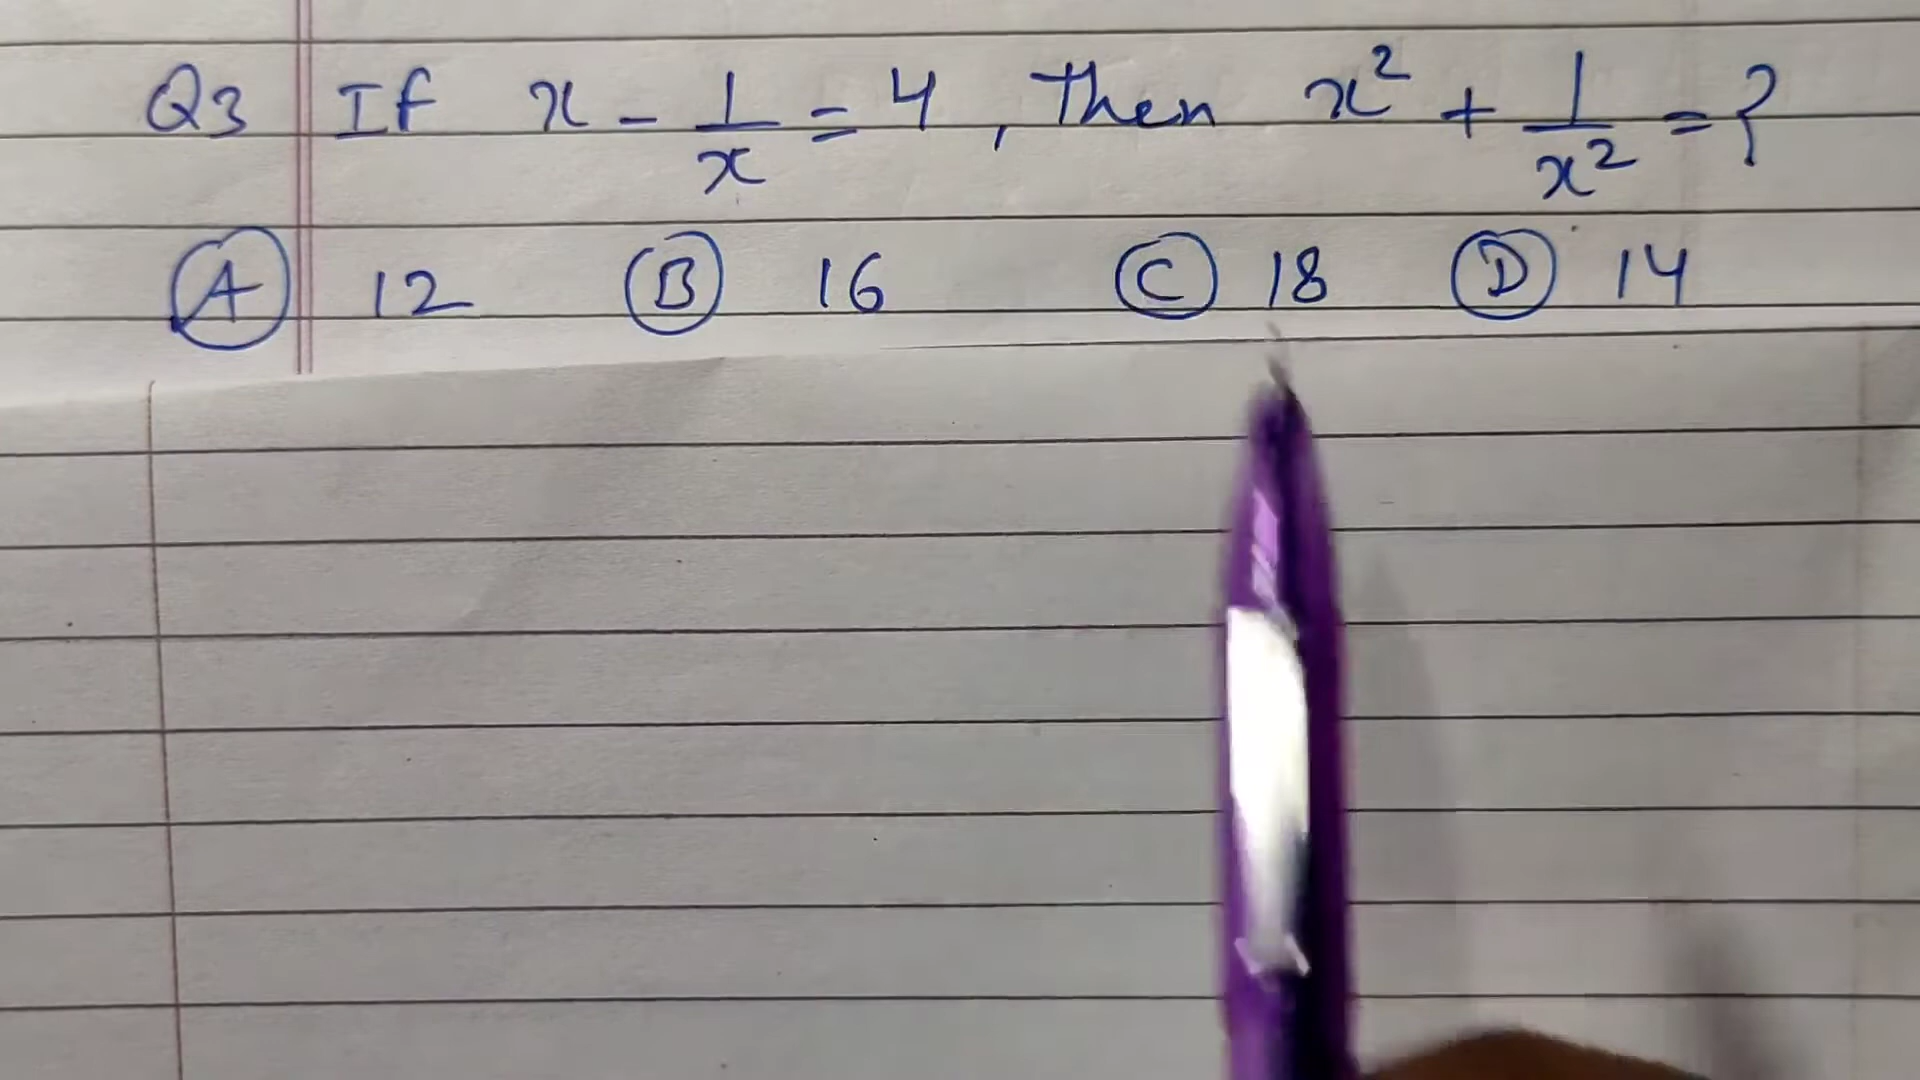 Q3 If x - 1/x = 4, Then x² + 1/x² = ?
(A) 12 (B) 16 (C) 18 (D) 14